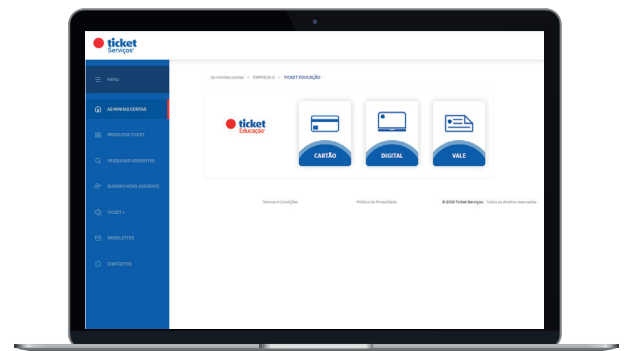 ticket
Serviços
MENU
As minhas contas > EMPRESA E > TICKET EDUCAÇÃO
AS MINHAS CONTAS
PRODUTOS TICKET
PESQUISAR ADERENTES
SUGERIR NOVO ADERENTE
TICKET +
NEWSLETTER
CONTACTOS
ticket
Educação
CARTÃO
DIGITAL
VALE
Termos e Condições
Política de Privacidade
© 2020 Ticket Serviços. Todos os direitos reservados.